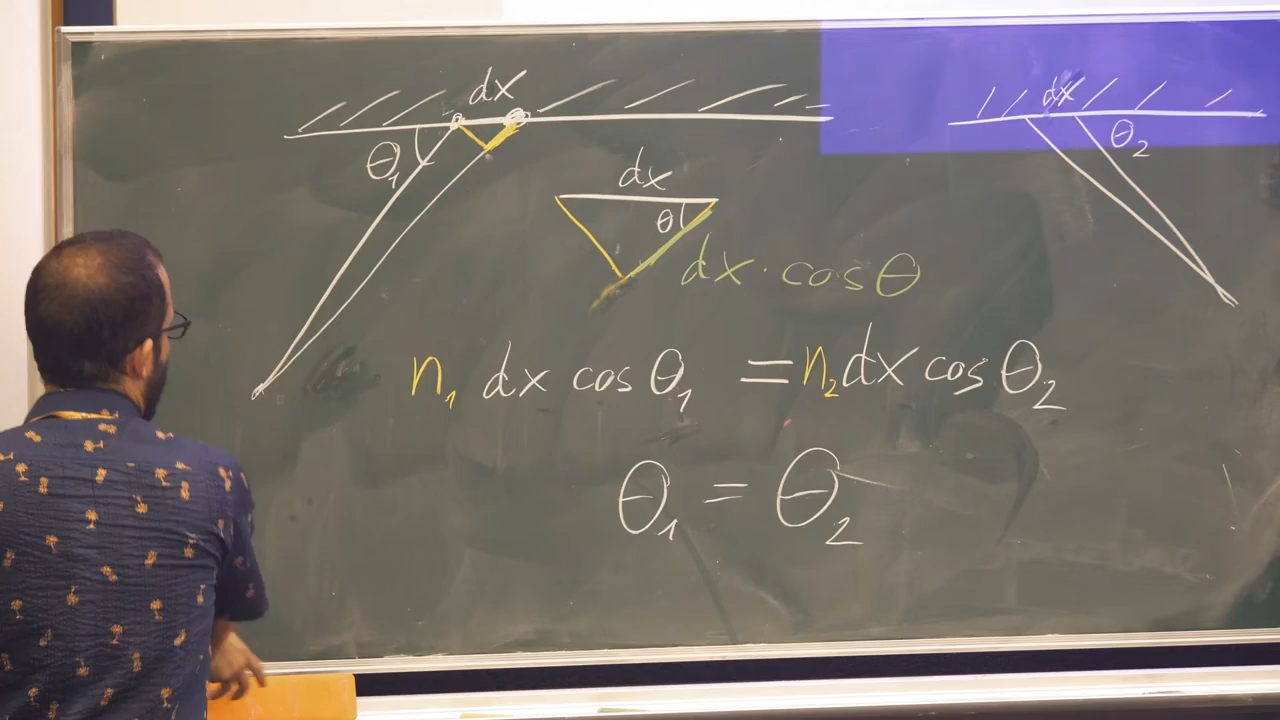 dx
dx
θ₁
θ₂
dx
θ
dx · cos θ
n₁ dx cos θ₁ = n₂ dx cos θ₂
θ₁ = θ₂